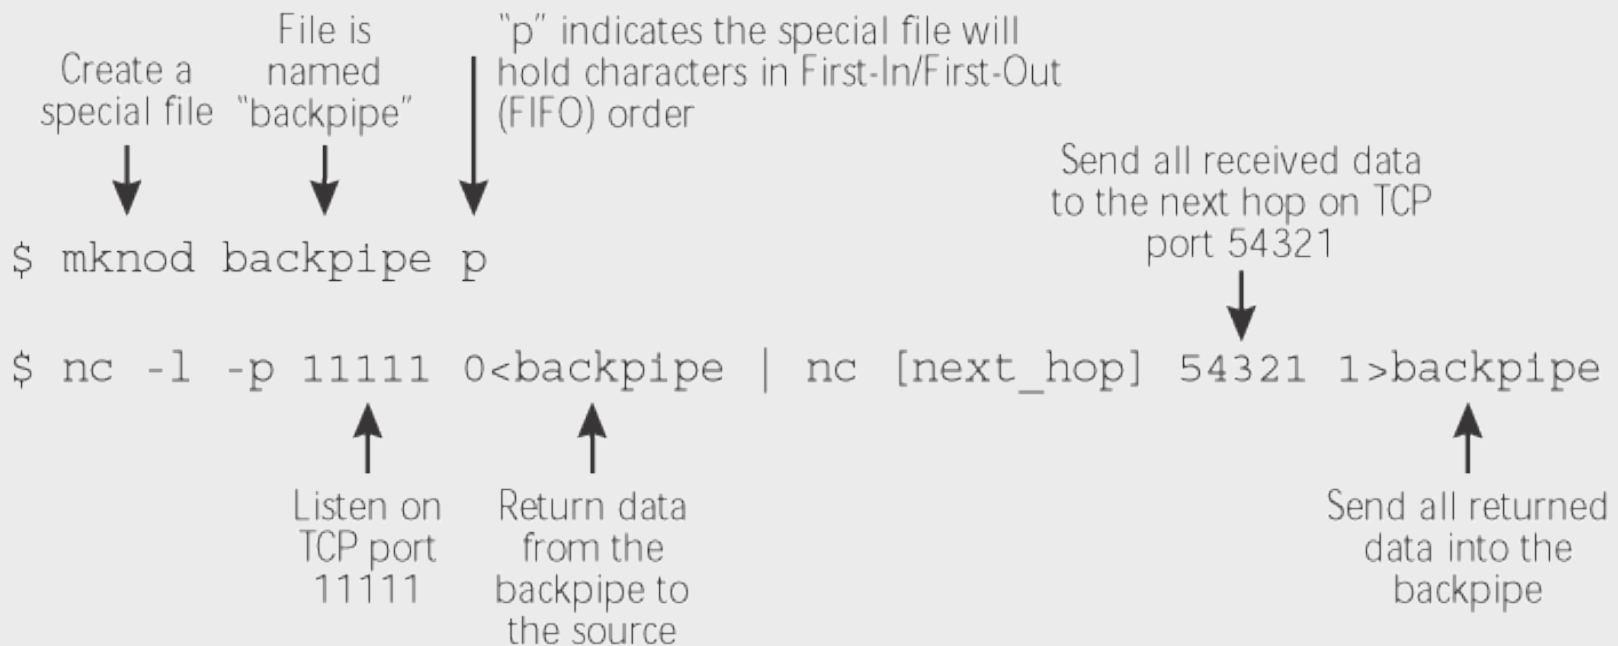 Create a
special file
File is
named
"backpipe"
"p" indicates the special file will
hold characters in First-In/First-Out
(FIFO) order
$ mknod backpipe p
Send all received data
to the next hop on TCP
port 54321
$ nc -l -p 11111 0<backpipe | nc [next_hop] 54321 1>backpipe
Listen on
TCP port
11111
Return data
from the
backpipe to
the source
Send all returned
data into the
backpipe